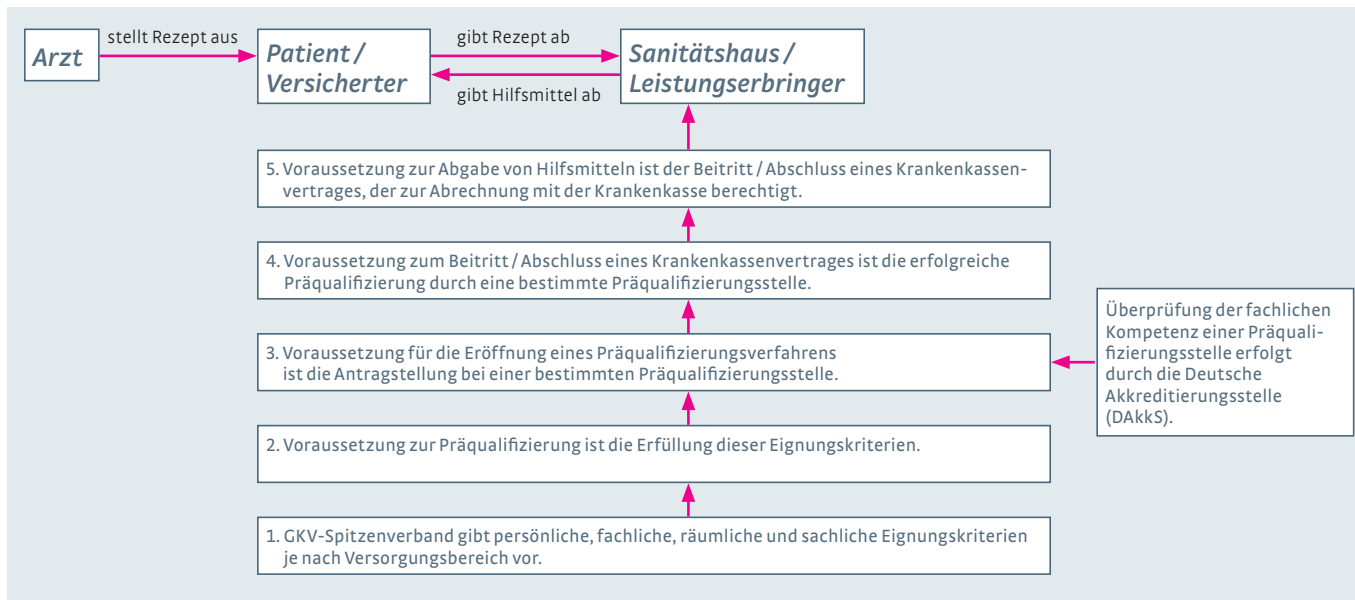 Arzt
stellt Rezept aus
Patient /
Versicherter
gibt Rezept ab
gibt Hilfsmittel ab
Sanitätshaus /
Leistungserbringer
5. Voraussetzung zur Abgabe von Hilfsmitteln ist der Beitritt / Abschluss eines Krankenkassen-
vertrages, der zur Abrechnung mit der Krankenkasse berechtigt.
4. Voraussetzung zum Beitritt / Abschluss eines Krankenkassenvertrages ist die erfolgreiche
Präqualifizierung durch eine bestimmte Präqualifizierungsstelle.
3. Voraussetzung für die Eröffnung eines Präqualifizierungsverfahrens
ist die Antragstellung bei einer bestimmten Präqualifizierungsstelle.
Überprüfung der fachlichen
Kompetenz einer Präquali-
fizierungsstelle erfolgt
durch die Deutsche
Akkreditierungsstelle
(DAkkS).
2. Voraussetzung zur Präqualifizierung ist die Erfüllung dieser Eignungskriterien.
1. GKV-Spitzenverband gibt persönliche, fachliche, räumliche und sachliche Eignungskriterien
je nach Versorgungsbereich vor.